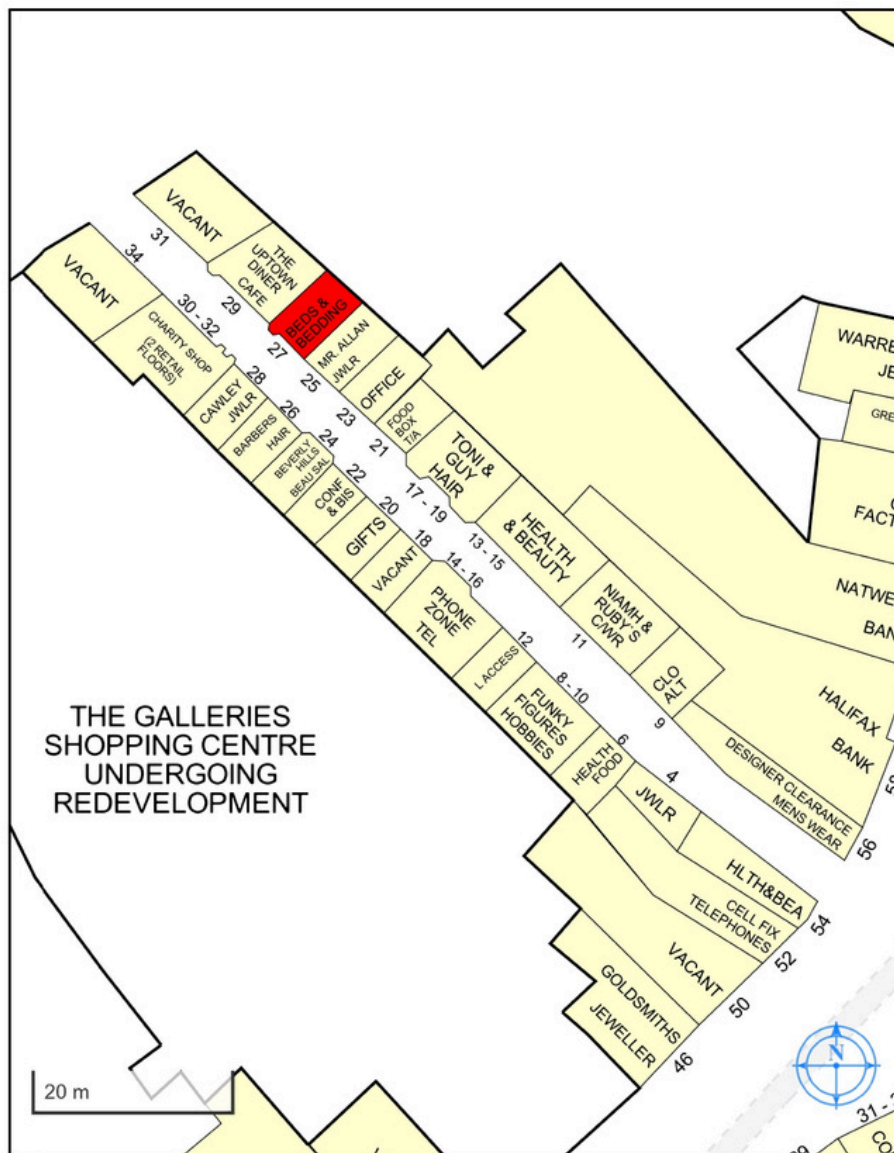 VACANT
31
THE
UPTOWN
DINER
CAFE
29
34
VACANT
30 - 32
CHARITY SHOP
(2 RETAIL
FLOORS)
BEDS &
BEDDING
27
MR. ALLAN
JWLR
25
OFFICE
23
FOOD
BOX
T/A
21
28
CAWLEY
JWLR
26
BARBERS
HAIR
24
BEVERLY
HILLS
BEAU SAL
22
CONF
& BIS
20
GIFTS
18
VACANT
TONI &
GUY
HAIR
17 - 19
HEALTH
& BEAUTY
13 - 15
14 - 16
PHONE
ZONE
TEL
NIAMH &
RUBY'S
C/WR
11
12
L ACCESS
8 - 10
FUNKY
FIGURES
HOBBIES
CLO
ALT
9
6
HEALTH
FOOD
4
JWLR
DESIGNER CLEARANCE
MENS WEAR
56
HLTH&BEA
54
CELL FIX
TELEPHONES
52
VACANT
50
GOLDSMITHS
JEWELLER
46
WARRE
JE
GRE
FACT
NATWE
BAN
HALIFAX
BANK
THE GALLERIES
SHOPPING CENTRE
UNDERGOING
REDEVELOPMENT
20 m
N
31 -
CO